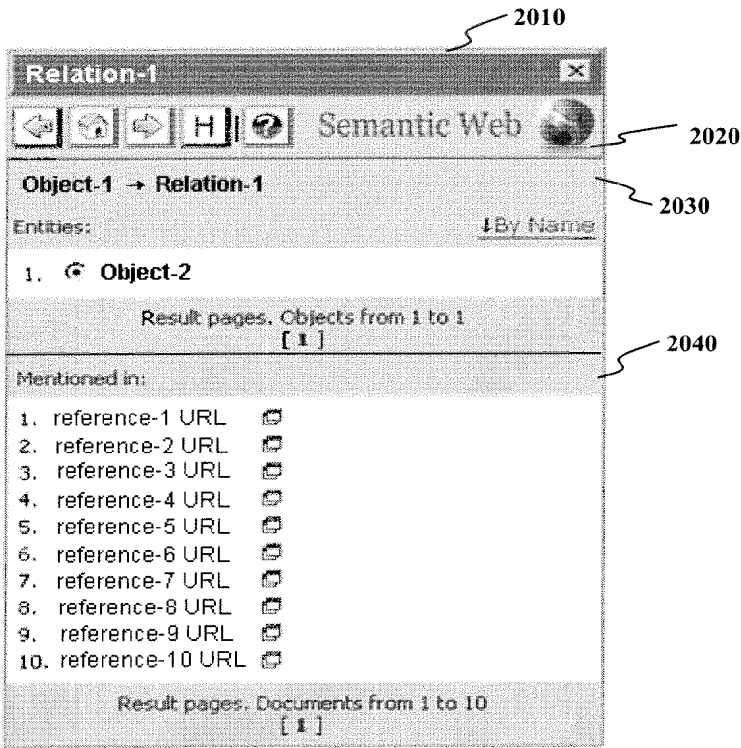 2010
Relation-1
H Semantic Web
2020
Object-1 → Relation-1
2030
Entities: ↓By Name
1. Object-2
Result pages. Objects from 1 to 1
[ 1 ]
2040
Mentioned in:
1. reference-1 URL
2. reference-2 URL
3. reference-3 URL
4. reference-4 URL
5. reference-5 URL
6. reference-6 URL
7. reference-7 URL
8. reference-8 URL
9. reference-9 URL
10. reference-10 URL
Result pages. Documents from 1 to 10
[ 1 ]